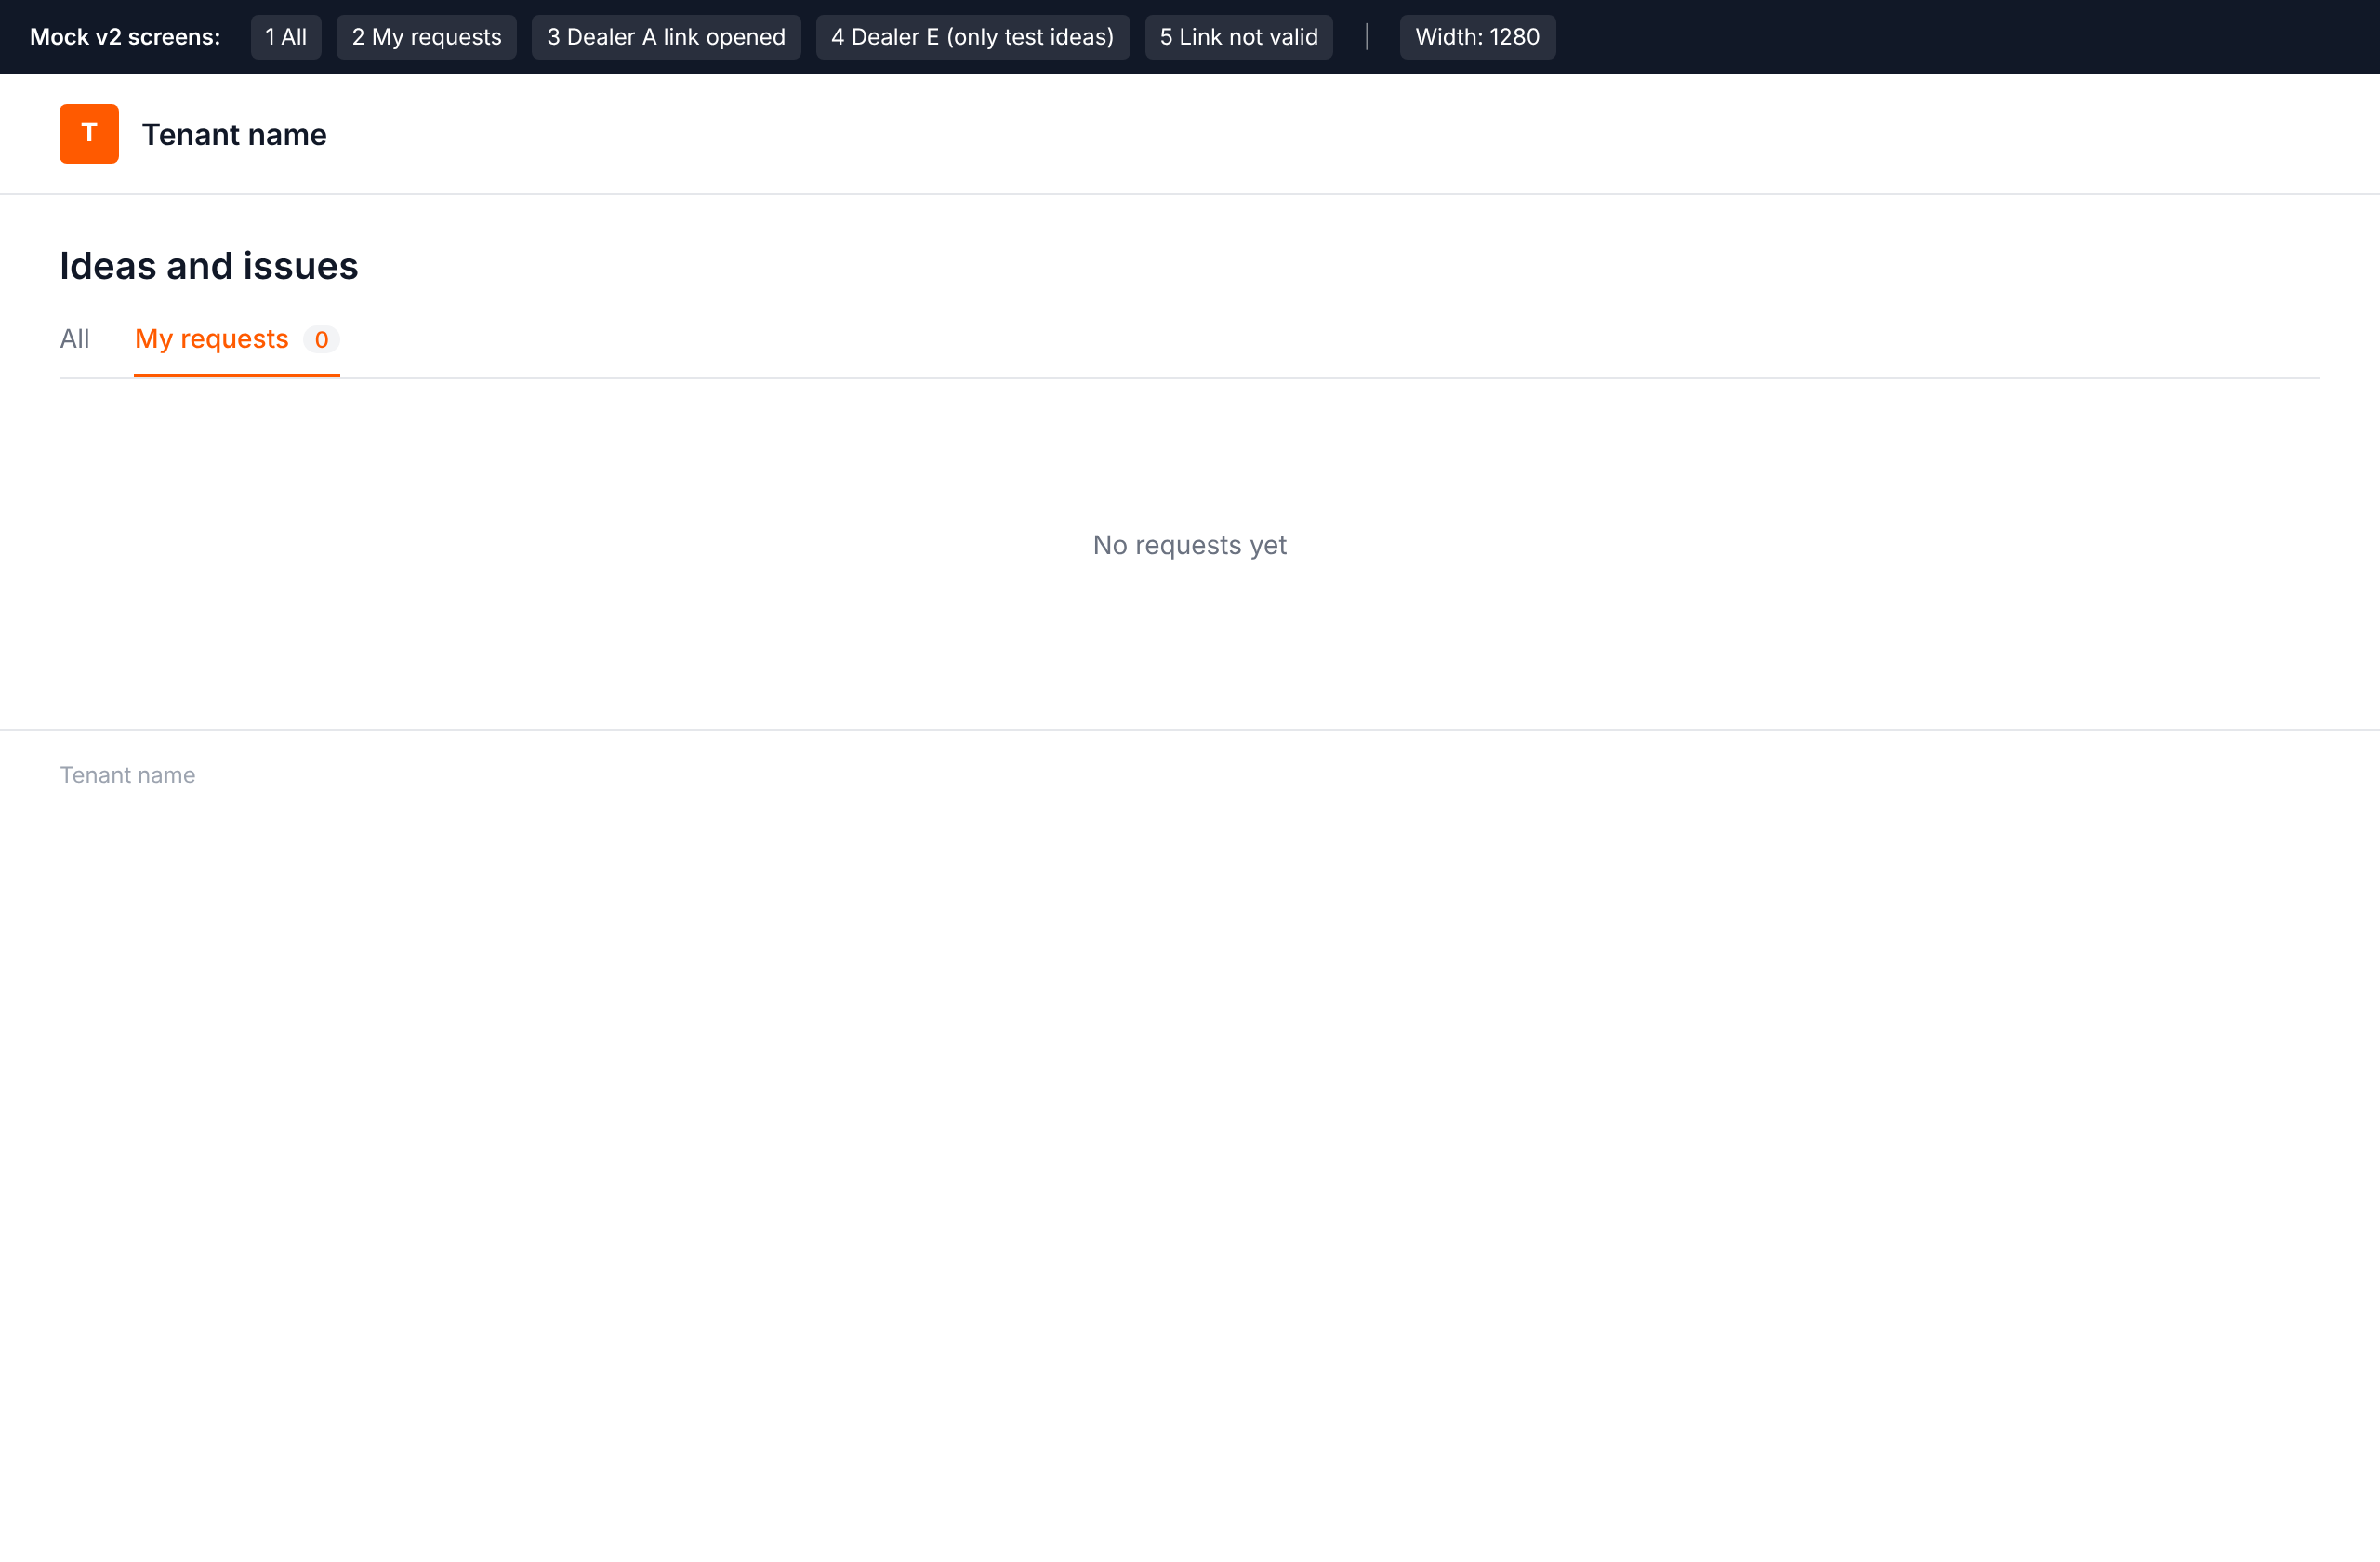 Mock v2 screens: 1 All 2 My requests 3 Dealer A link opened 4 Dealer E (only test ideas) 5 Link not valid | Width: 1280
T Tenant name
Ideas and issues
All My requests 0
No requests yet
Tenant name